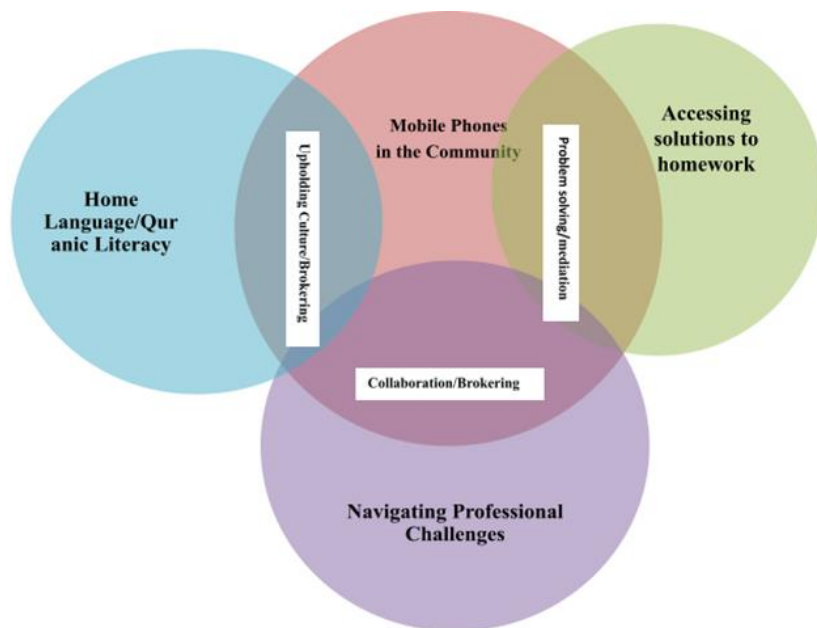 Home
Language/Qur
anic Literacy
Upholding Culture/Brokering
Mobile Phones
in the Community
Problem solving/mediation
Accessing
solutions to
homework
Collaboration/Brokering
Navigating Professional
Challenges